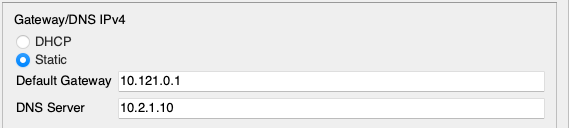 Gateway/DNS IPv4
DHCP
Static
Default Gateway 10.121.0.1
DNS Server 10.2.1.10